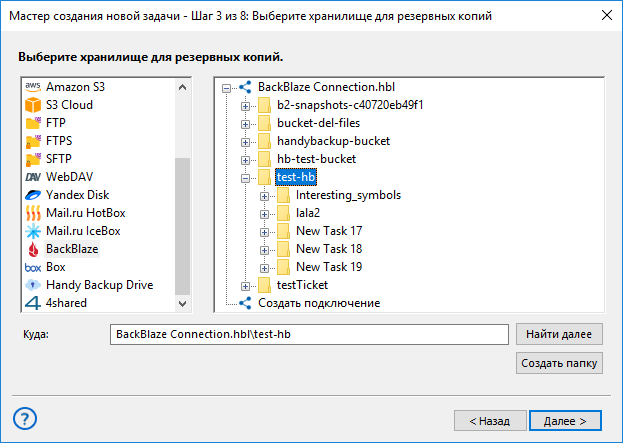 Мастер создания новой задачи - Шаг 3 из 8: Выберите хранилище для резервных копий
Выберите хранилище для резервных копий.
aws Amazon S3
S3 Cloud
FTP
FTPS
SFTP
DAV WebDAV
Yandex Disk
Mail.ru HotBox
Mail.ru IceBox
BackBlaze
box Box
Handy Backup Drive
4 4shared
BackBlaze Connection.hbl
b2-snapshots-c40720eb49f1
bucket-del-files
handybackup-bucket
hb-test-bucket
test-hb
Interesting_symbols
lala2
New Task 17
New Task 18
New Task 19
testTicket
Создать подключение
Куда:
BackBlaze Connection.hbl\test-hb
Найти далее
Создать папку
?
< Назад
Далее >